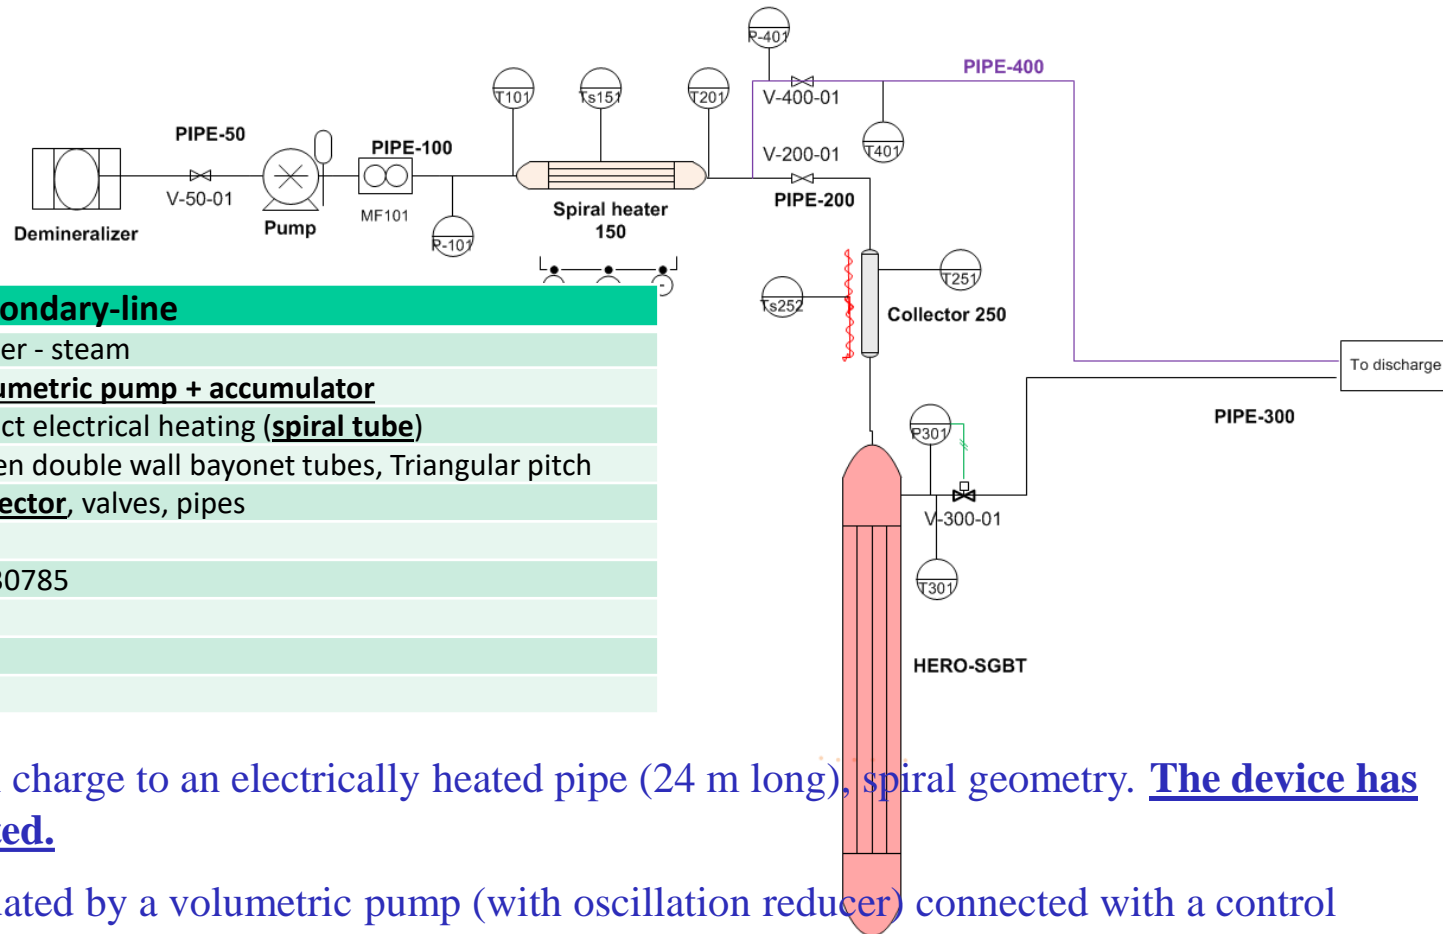 P-401
PIPE-400
T101
Ts151
T201
V-400-01
PIPE-50
PIPE-100
V-200-01
T401
V-50-01
MF101
PIPE-200
Demineralizer
Pump
P-101
Spiral heater
150
T251
Ts252
Collector 250
ondary-line
er - steam
umetric pump + accumulator
ct electrical heating (spiral tube)
en double wall bayonet tubes, Triangular pitch
ector, valves, pipes
30785
To discharge
PIPE-300
P301
V-300-01
T301
HERO-SGBT
charge to an electrically heated pipe (24 m long), spiral geometry. The device has
ted.
lated by a volumetric pump (with oscillation reducer) connected with a control